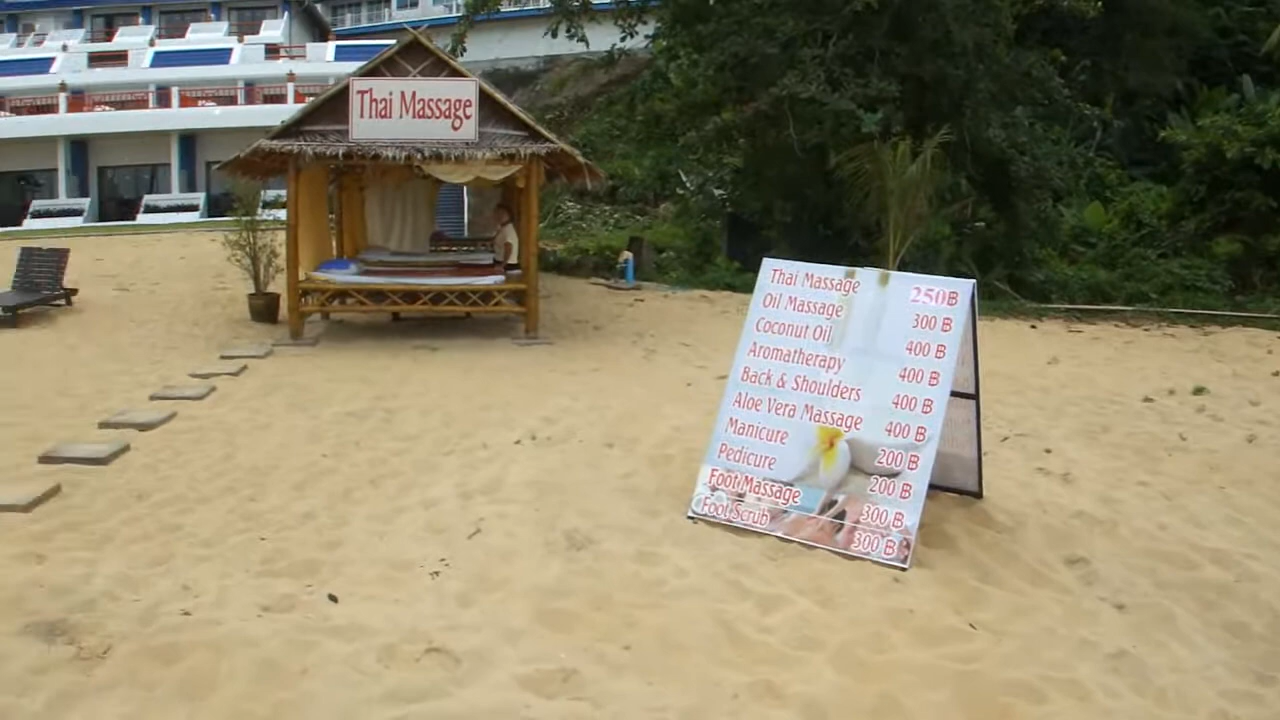 Thai Massage
Thai Massage 250฿
Oil Massage 300 ฿
Coconut Oil 400 ฿
Aromatherapy 400 ฿
Back & Shoulders 400 ฿
Aloe Vera Massage 400 ฿
Manicure 200 ฿
Pedicure 200 ฿
Foot Massage 300 ฿
Foot Scrub 300 ฿